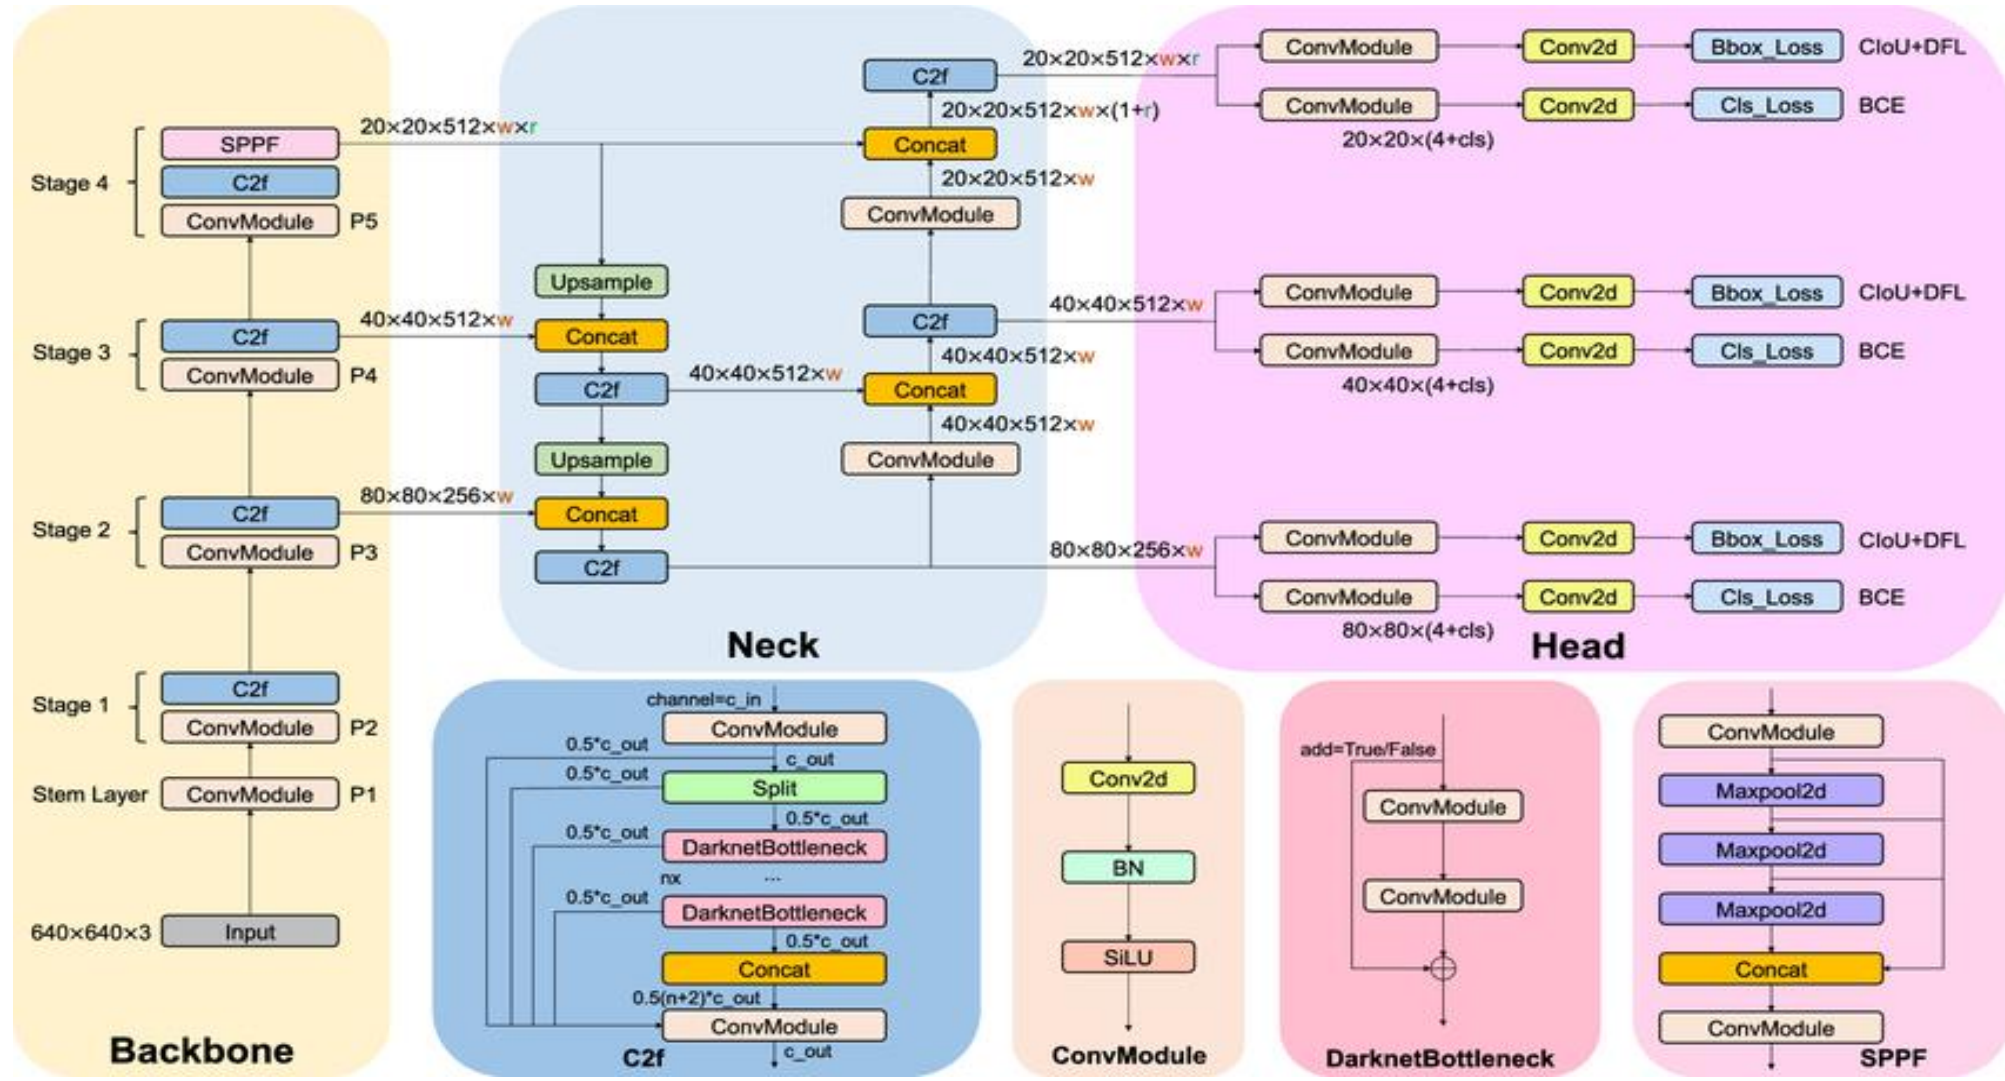 Stage 4
SPPF
C2f
ConvModule
P5
Stage 3
C2f
ConvModule
P4
Stage 2
C2f
ConvModule
P3
Stage 1
C2f
ConvModule
P2
Stem Layer
ConvModule
P1
640×640×3
Input
Backbone
20×20×512×w×r
40×40×512×w
80×80×256×w
Upsample
Concat
C2f
Upsample
Concat
C2f
40×40×512×w
C2f
20×20×512×w×(1+r)
Concat
20×20×512×w
ConvModule
C2f
40×40×512×w
Concat
40×40×512×w
ConvModule
Neck
20×20×512×w×r
40×40×512×w
80×80×256×w
ConvModule
Conv2d
Bbox_Loss
CIoU+DFL
ConvModule
Conv2d
Cls_Loss
BCE
20×20×(4+cls)
ConvModule
Conv2d
Bbox_Loss
CIoU+DFL
ConvModule
Conv2d
Cls_Loss
BCE
40×40×(4+cls)
ConvModule
Conv2d
Bbox_Loss
CIoU+DFL
ConvModule
Conv2d
Cls_Loss
BCE
80×80×(4+cls)
Head
channel=c_in
ConvModule
0.5*c_out
c_out
0.5*c_out
Split
0.5*c_out
0.5*c_out
DarknetBottleneck
nx
...
0.5*c_out
DarknetBottleneck
0.5*c_out
Concat
0.5(n+2)*c_out
ConvModule
c_out
C2f
Conv2d
BN
SiLU
ConvModule
add=True/False
ConvModule
ConvModule
DarknetBottleneck
ConvModule
Maxpool2d
Maxpool2d
Maxpool2d
Concat
ConvModule
SPPF